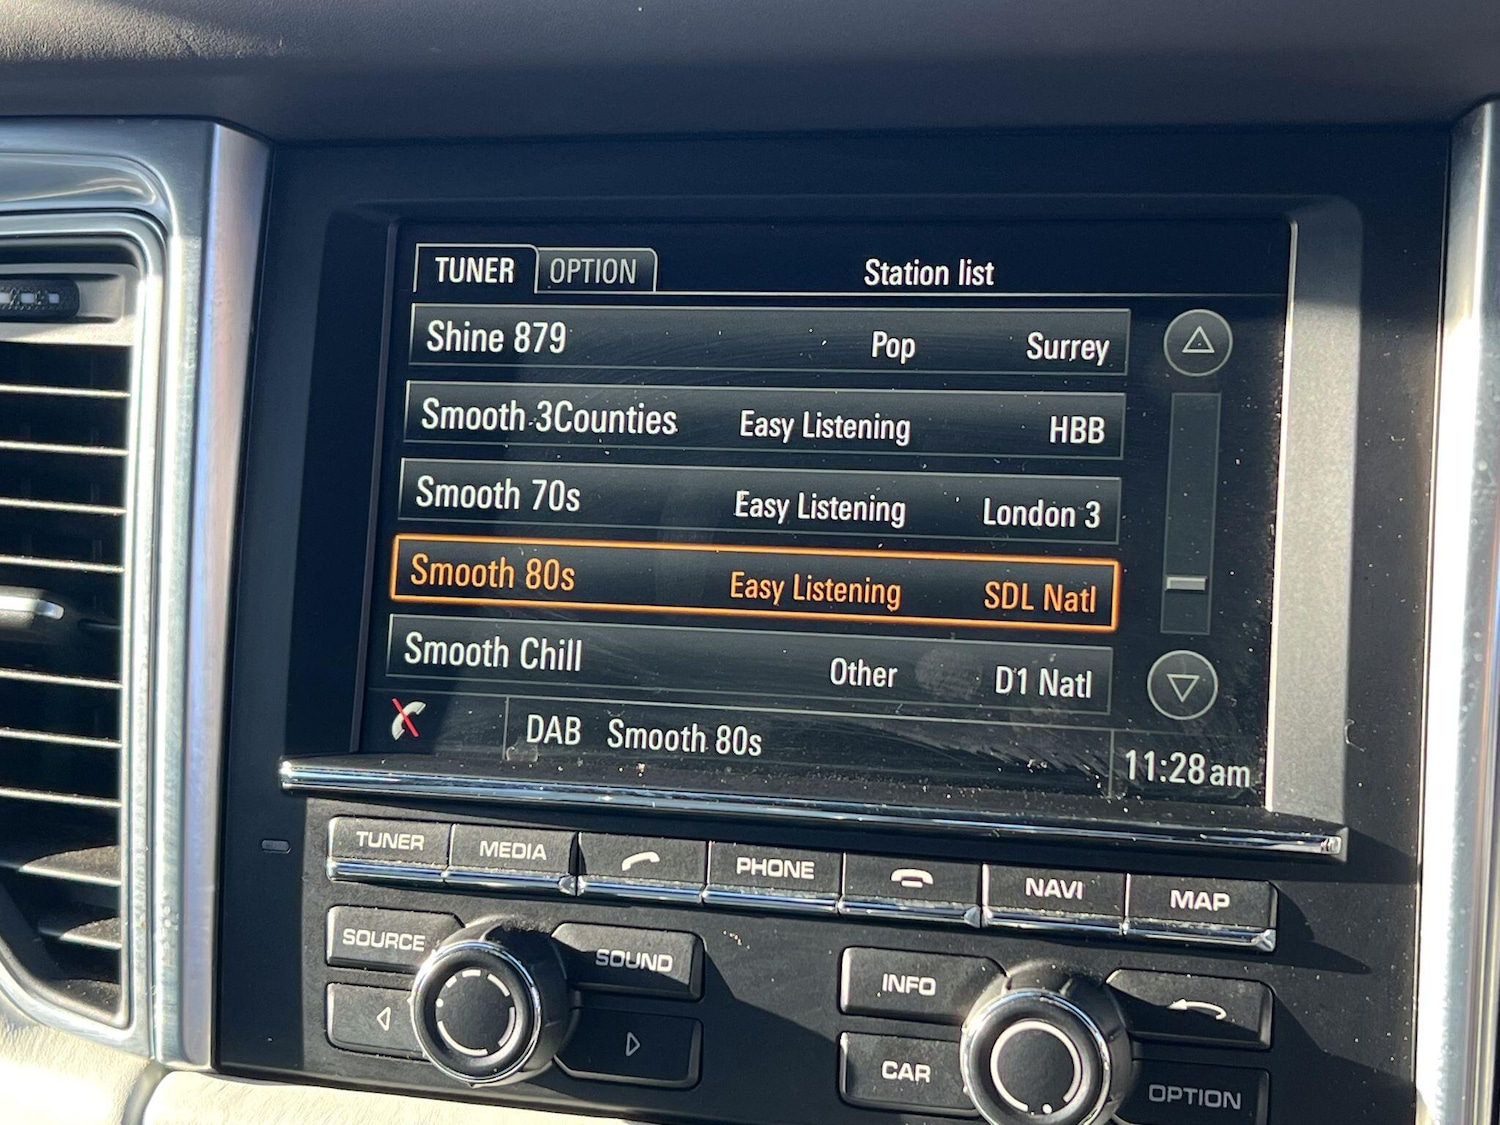 TUNER OPTION Station list
Shine 879 Pop Surrey
Smooth 3Counties Easy Listening HBB
Smooth 70s Easy Listening London 3
Smooth 80s Easy Listening SDL Natl
Smooth Chill Other D1 Natl
DAB Smooth 80s 11:28am
TUNER MEDIA PHONE NAVI MAP
SOURCE SOUND INFO
CAR OPTION